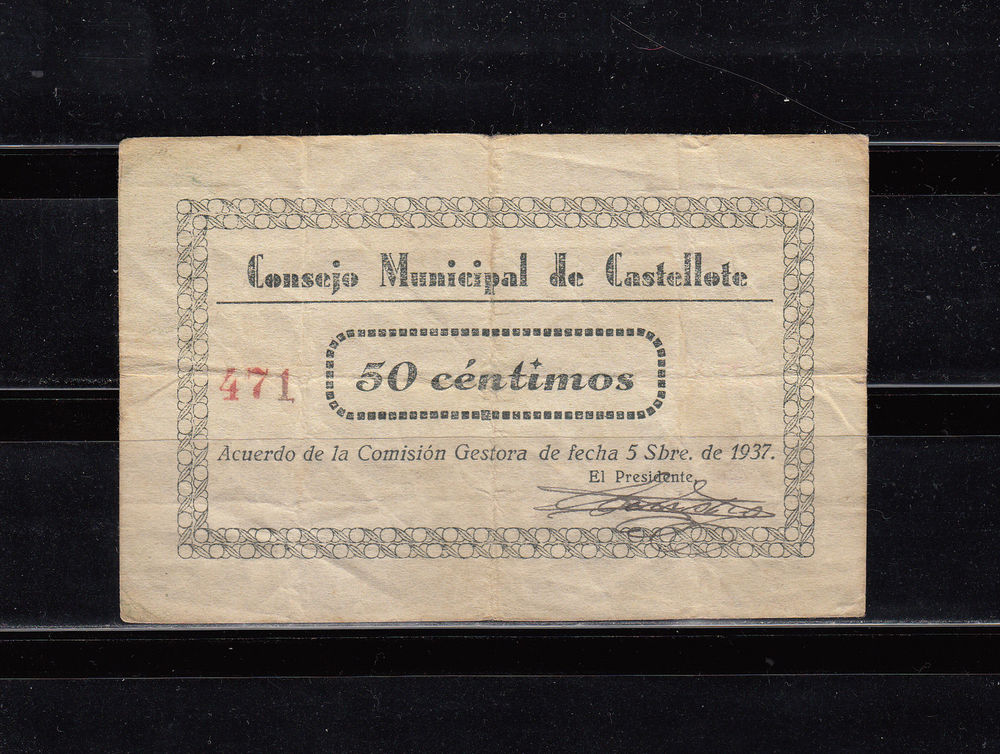 Consejo Municipal de Castellote
50 céntimos
471
Acuerdo de la Comisión Gestora de fecha 5 Sbre. de 1937.
El Presidente,